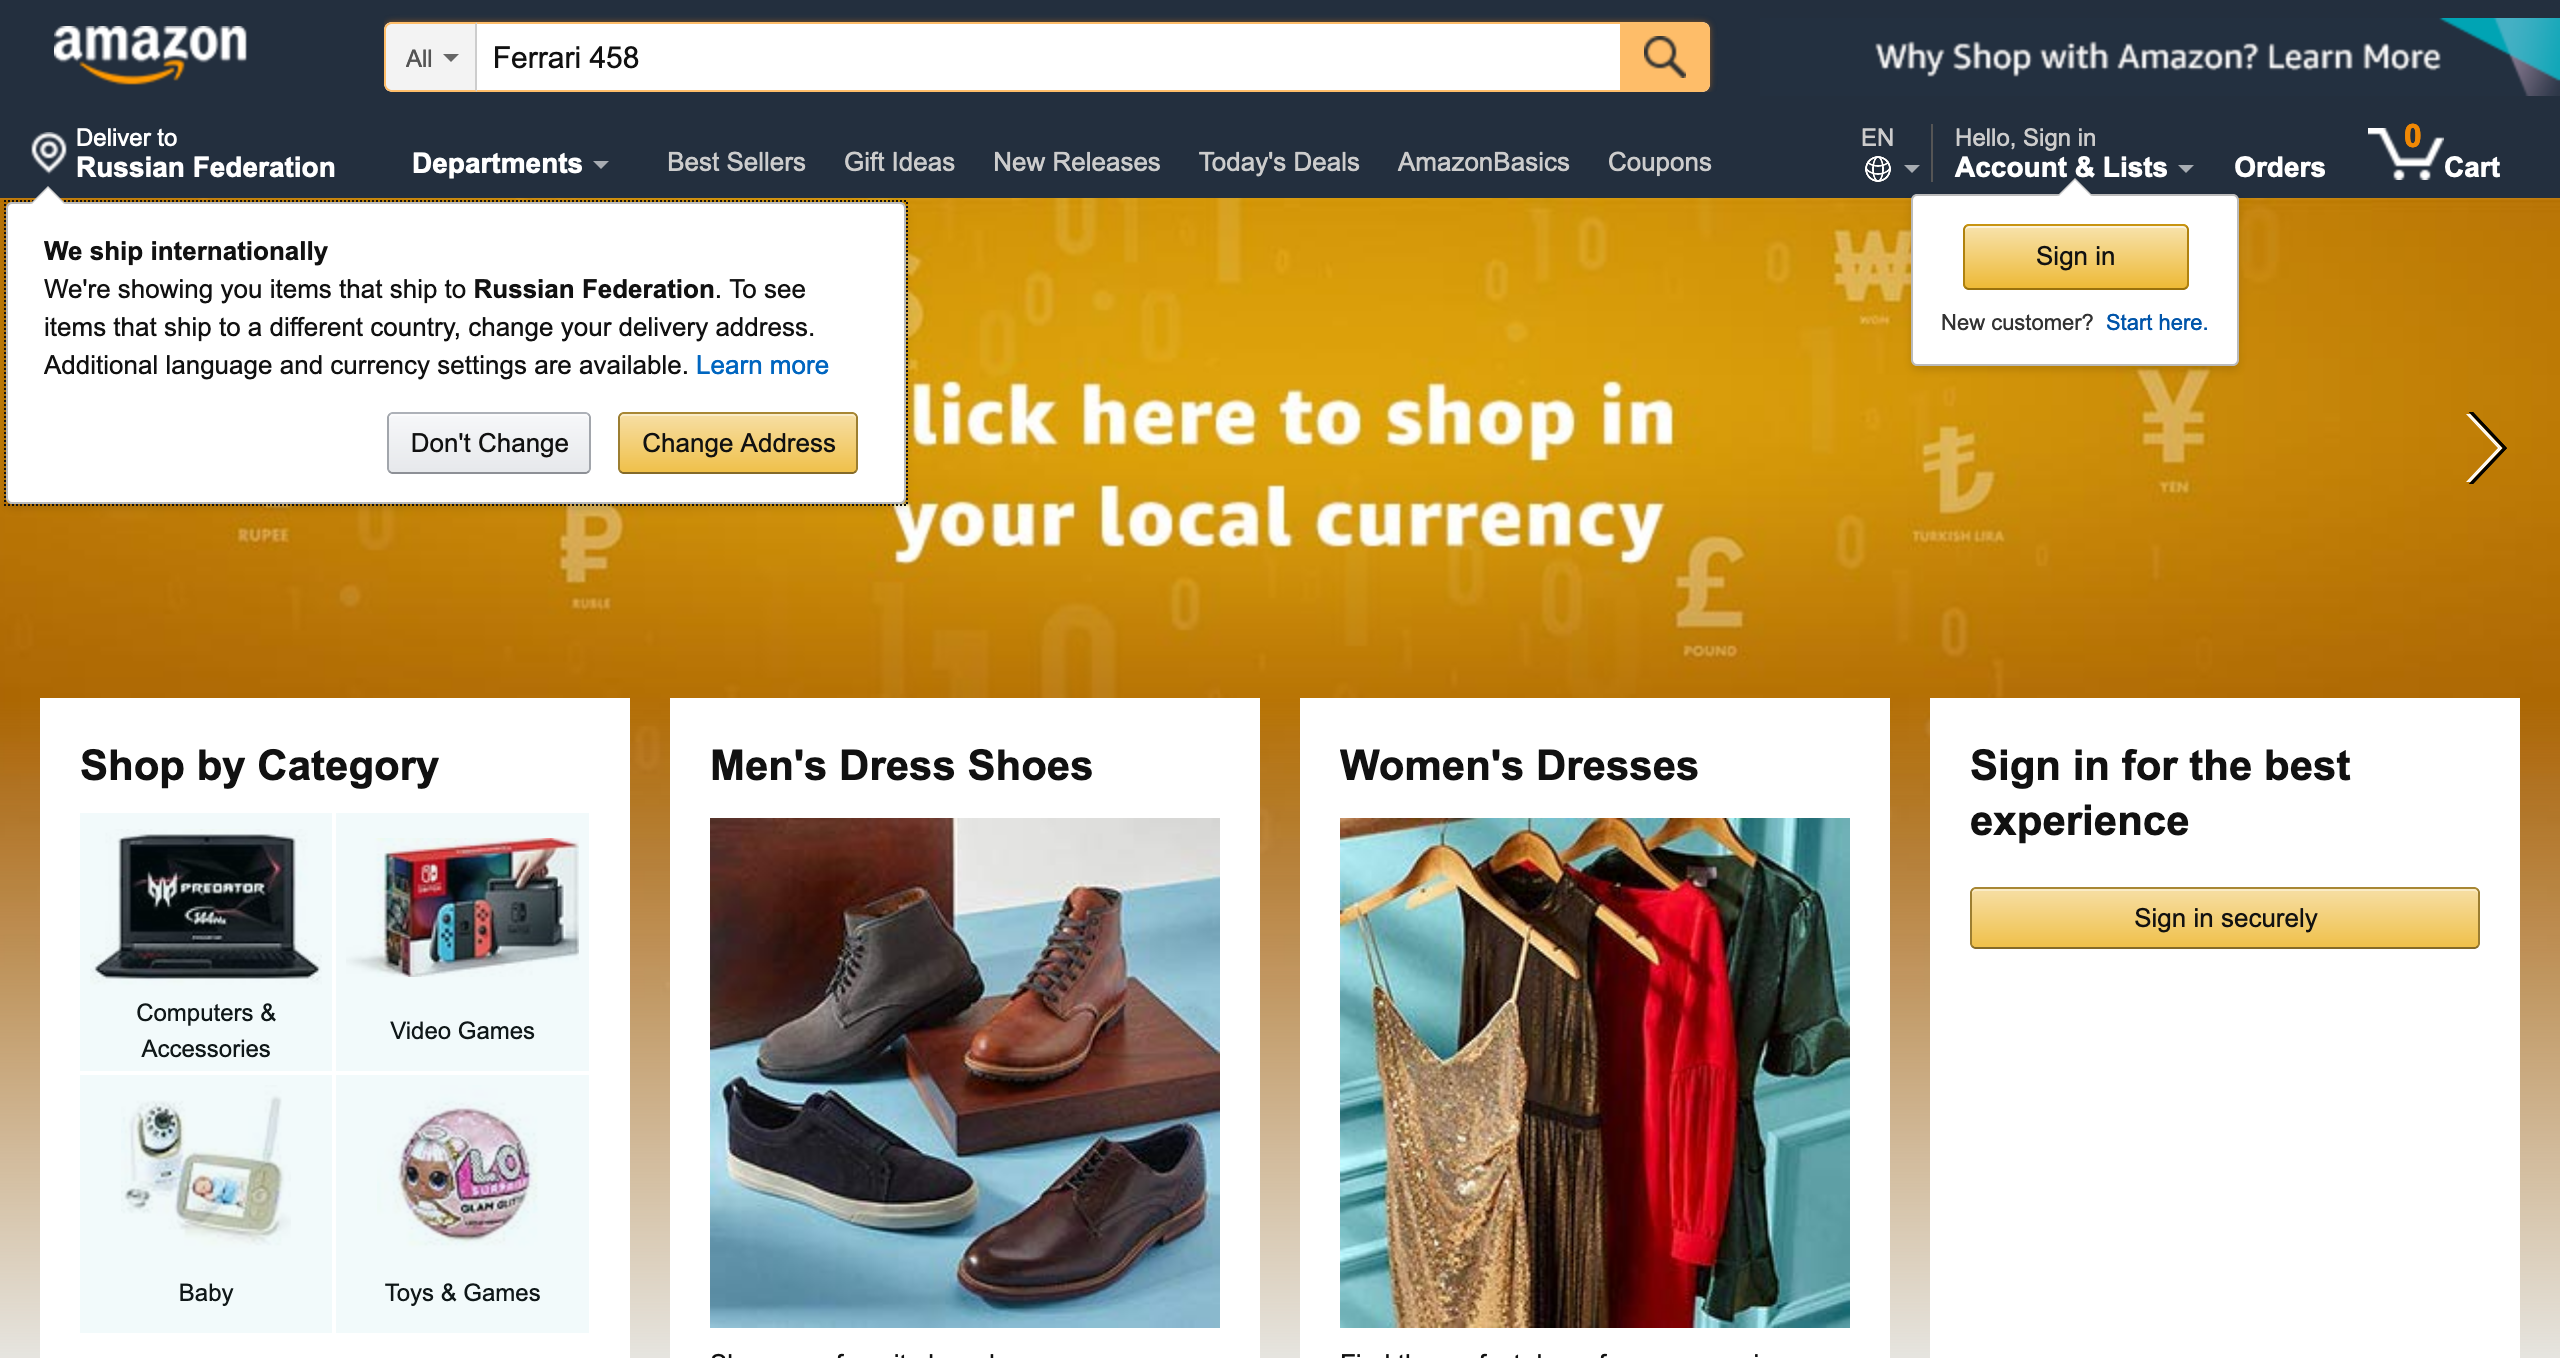 amazon
All
Ferrari 458
Why Shop with Amazon? Learn More
Deliver to
Russian Federation
Departments
Best Sellers
Gift Ideas
New Releases
Today's Deals
AmazonBasics
Coupons
EN
Hello, Sign in
Account & Lists
Orders
0
Cart
We ship internationally
We're showing you items that ship to Russian Federation. To see
items that ship to a different country, change your delivery address.
Additional language and currency settings are available. Learn more
Don't Change
Change Address
Sign in
New customer? Start here.
lick here to shop in
your local currency
WON
₺
TURKISH LIRA
¥
YEN
RUPEE
₽
RUBLE
£
POUND
Shop by Category
PREDATOR
Computers &
Accessories
Video Games
L.O.
SURPRISE
GLAM GLITTER
Baby
Toys & Games
Men's Dress Shoes
Women's Dresses
Sign in for the best
experience
Sign in securely